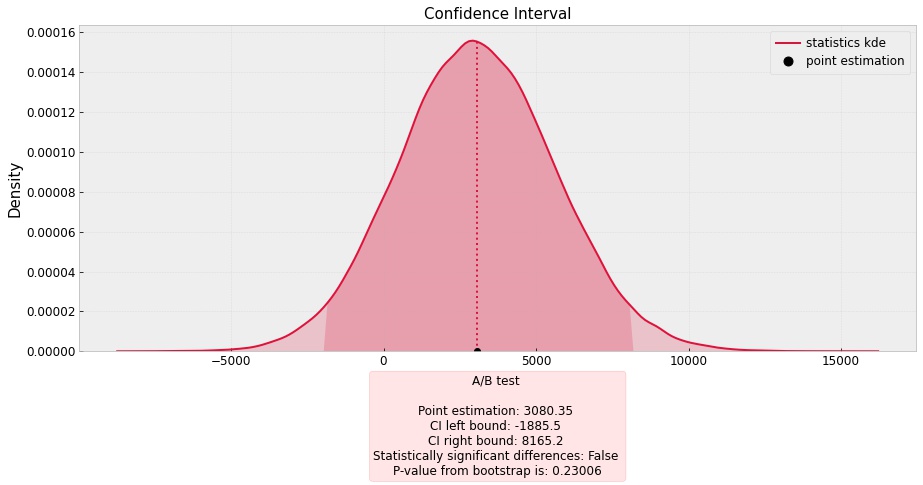 Confidence Interval
statistics kde
point estimation
Density
0.00016
0.00014
0.00012
0.00010
0.00008
0.00006
0.00004
0.00002
0.00000
−5000
0
5000
10000
15000
A/B test
Point estimation: 3080.35
CI left bound: -1885.5
CI right bound: 8165.2
Statistically significant differences: False
P-value from bootstrap is: 0.23006